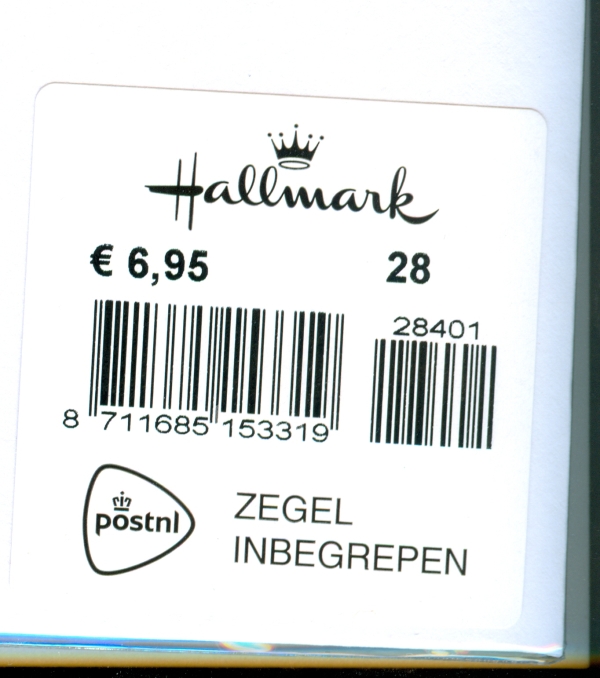 Hallmark
€ 6,95 28
28401
8 711685 153319
postnl ZEGEL
INBEGREPEN